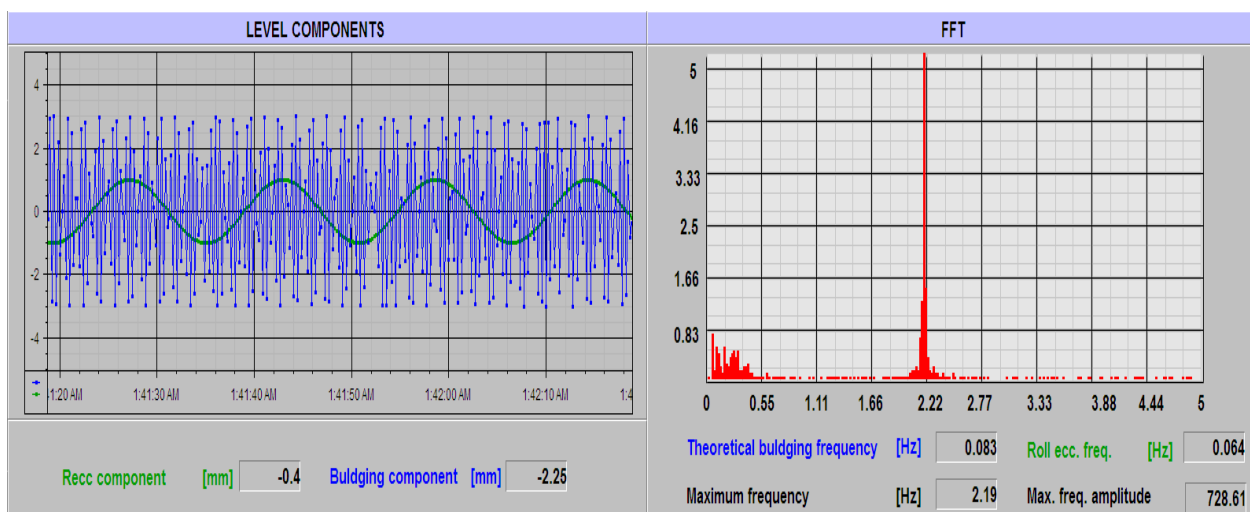 LEVEL COMPONENTS
4
2
0
-2
-4
1:20 AM 1:41:30 AM 1:41:40 AM 1:41:50 AM 1:42:00 AM 1:42:10 AM 1:4
Recc component [mm] -0.4 Buldging component [mm] -2.25
FFT
5
4.16
3.33
2.5
1.66
0.83
0 0.55 1.11 1.66 2.22 2.77 3.33 3.88 4.44 5
Theoretical buldging frequency [Hz] 0.083 Roll ecc. freq. [Hz] 0.064
Maximum frequency [Hz] 2.19 Max. freq. amplitude 728.61